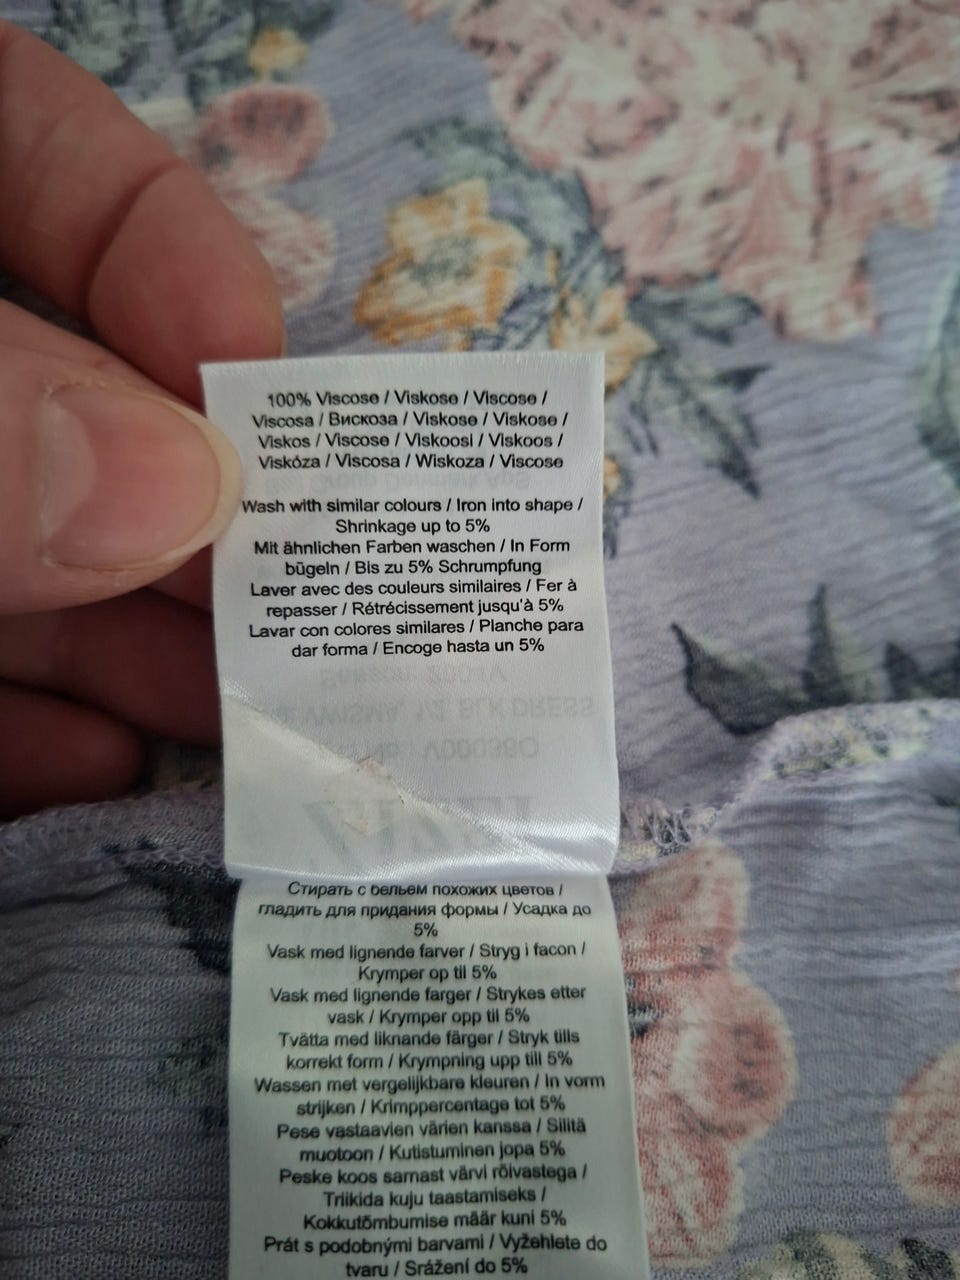 100% Viscose / Viskose / Viscose /
Viscosa / Вискоза / Viskose / Viskose /
Viskos / Viscose / Viskoosi / Viskoos /
Viskóza / Viscosa / Wiskoza / Viscose
Wash with similar colours / Iron into shape /
Shrinkage up to 5%
Mit ähnlichen Farben waschen / In Form
bügeln / Bis zu 5% Schrumpfung
Laver avec des couleurs similaires / Fer à
repasser / Rétrécissement jusqu'à 5%
Lavar con colores similares / Planche para
dar forma / Encoge hasta un 5%
Стирать с бельем похожих цветов /
гладить для придания формы / Усадка до
5%
Vask med lignende farver / Stryg i facon /
Krymper op til 5%
Vask med lignende farger / Strykes etter
vask / Krymper opp til 5%
Tvätta med liknande färger / Stryk tills
korrekt form / Krympning upp till 5%
Wassen met vergelijkbare kleuren / In vorm
strijken / Krimppercentage tot 5%
Pese vastaavien värien kanssa / Silitä
muotoon / Kutistuminen jopa 5%
Peske koos sarnast värvi rõivastega /
Triikida kuju taastamiseks /
Kokkutõmbumise määr kuni 5%
Prát s podobnými barvami / Vyžehlete do
tvaru / Srážení do 5%